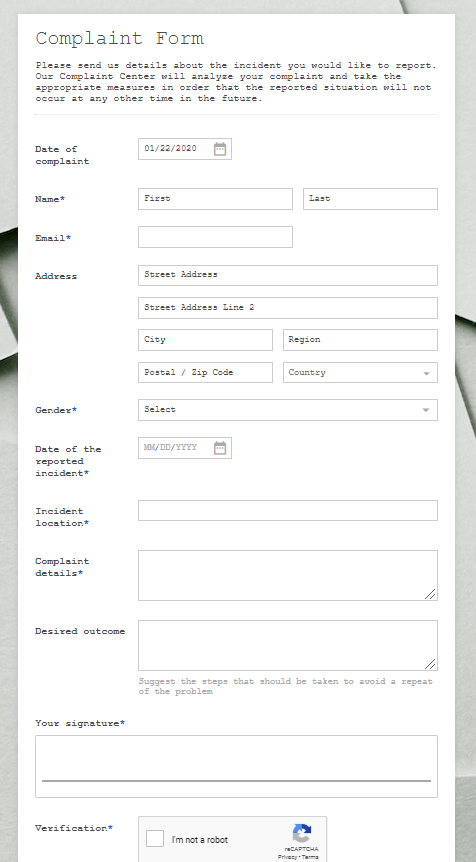 Complaint Form
Please send us details about the incident you would like to report.
Our Complaint Center will analyze your complaint and take the
appropriate measures in order that the reported situation will not
occur at any other time in the future.
Date of
complaint
01/22/2020
Name*
First
Last
Email*
Address
Street Address
Street Address Line 2
City
Region
Postal / Zip Code
Country
Gender*
Select
Date of the
reported
incident*
MM/DD/YYYY
Incident
location*
Complaint
details*
Desired outcome
Suggest the steps that should be taken to avoid a repeat
of the problem
Your signature*
Verification*
I'm not a robot
reCAPTCHA
Privacy • Terms